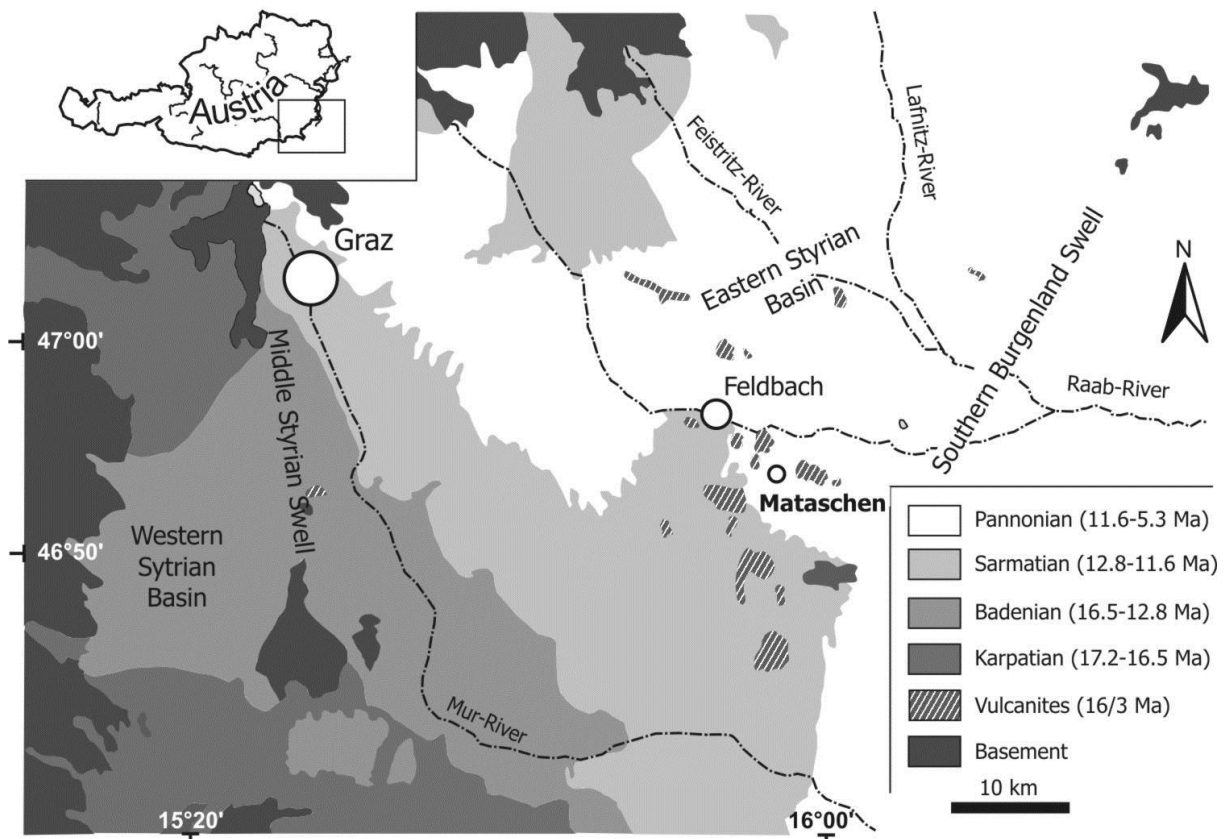 Austria
Graz
Feistritz-River
Lafnitz-River
Eastern Styrian
Basin
Southern Burgenland Swell
N
47°00'
Middle Styrian Swell
Feldbach
Raab-River
Mataschen
46°50'
Western
Sytrian
Basin
Mur-River
15°20'
16°00'
Pannonian (11.6-5.3 Ma)
Sarmatian (12.8-11.6 Ma)
Badenian (16.5-12.8 Ma)
Karpatian (17.2-16.5 Ma)
Vulcanites (16/3 Ma)
Basement
10 km